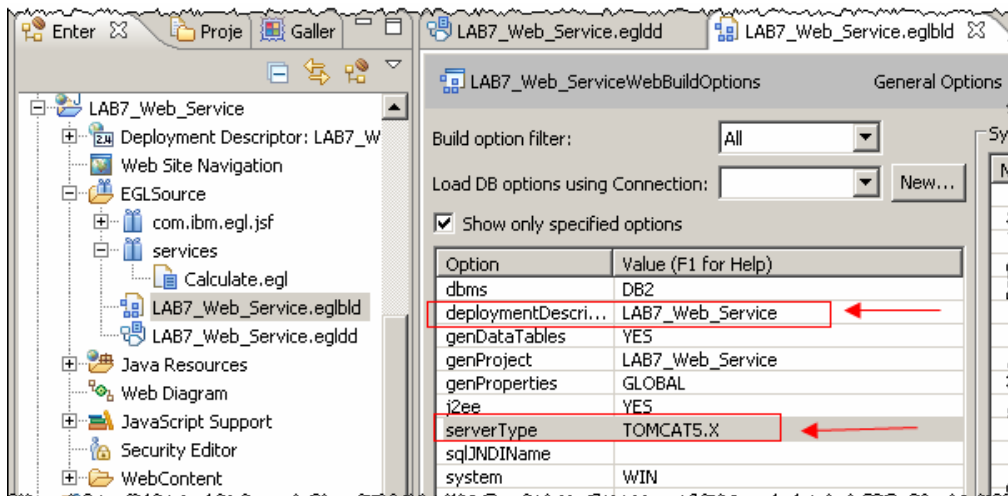 Enter
Proje
Galler
LAB7_Web_Service
Deployment Descriptor: LAB7_W
2.4
Web Site Navigation
EGLSource
com.ibm.egl.jsf
services
Calculate.egl
LAB7_Web_Service.eglbld
LAB7_Web_Service.egldd
Java Resources
Web Diagram
JavaScript Support
Security Editor
WebContent
LAB7_Web_Service.egldd
LAB7_Web_Service.eglbld
LAB7_Web_ServiceWebBuildOptions General Options
Build option filter: All
Load DB options using Connection: New...
Show only specified options
Option Value (F1 for Help)
dbms DB2
deploymentDescri... LAB7_Web_Service
genDataTables YES
genProject LAB7_Web_Service
genProperties GLOBAL
j2ee YES
serverType TOMCAT5.X
sqlJNDIName
system WIN
Sy